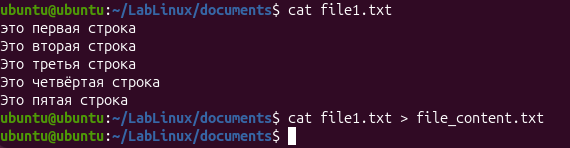 ubuntu@ubuntu:~/LabLinux/documents$ cat file1.txt
это первая строка
Это вторая строка
Это третья строка
Это четвёртая строка
Это пятая строка
ubuntu@ubuntu:~/LabLinux/documents$ cat file1.txt > file_content.txt
ubuntu@ubuntu:~/LabLinux/documents$